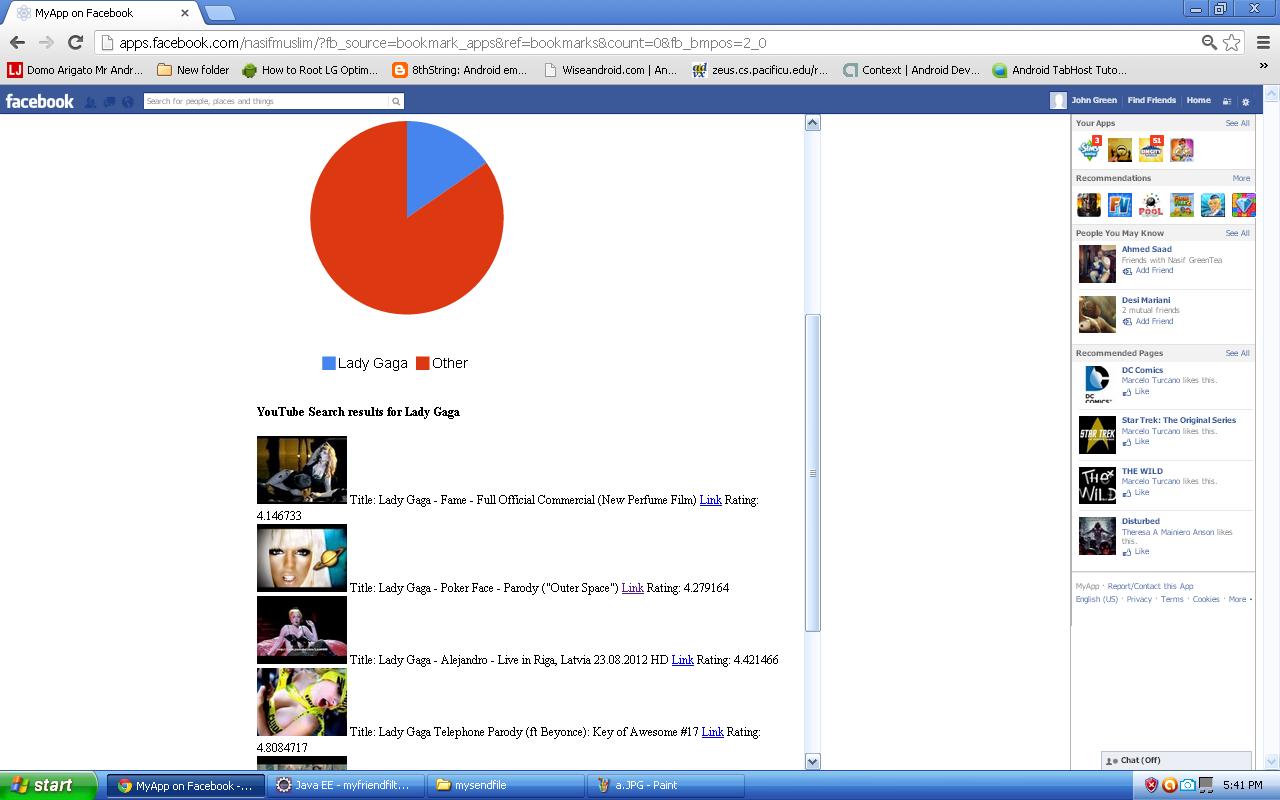 MyApp on Facebook
apps.facebook.com/nasifmuslim/?fb_source=bookmark_apps&ref=bookmarks&count=0&fb_bmpos=2_0
LJ Domo Arigato Mr Andr... New folder How to Root LG Optim... 8thString: Android em... Wiseandroid.com | An... zeus.cs.pacificu.edu/r... Context | Android Dev... Android TabHost Tuto... »
facebook Search for people, places and things John Green Find Friends Home
Lady Gaga Other
YouTube Search results for Lady Gaga
Title: Lady Gaga - Fame - Full Official Commercial (New Perfume Film) Link Rating:
4.146733
Title: Lady Gaga - Poker Face - Parody ("Outer Space") Link Rating: 4.279164
Title: Lady Gaga - Alejandro - Live in Riga, Latvia 23.08.2012 HD Link Rating: 4.421466
Title: Lady Gaga Telephone Parody (ft Beyonce): Key of Awesome #17 Link Rating:
4.8084717
Your Apps See All
3 51
Recommendations More
FV POOL
People You May Know See All
Ahmed Saad
Friends with Nasif GreenTea
Add Friend
Desi Mariani
2 mutual friends
Add Friend
Recommended Pages See All
DC Comics
Marcelo Turcano likes this.
Like
DC
COMICS™
Star Trek: The Original Series
Marcelo Turcano likes this.
Like
STAR TREK
THE WILD
Marcelo Turcano likes this.
Like
The
WILD
Disturbed
Theresa A Mainiero Anson likes
this.
Like
MyApp · Report/Contact this App
English (US) · Privacy · Terms · Cookies · More
Chat (Off)
start MyApp on Facebook -... Java EE - myfriendfilt... mysendfile a.JPG - Paint 5:41 PM